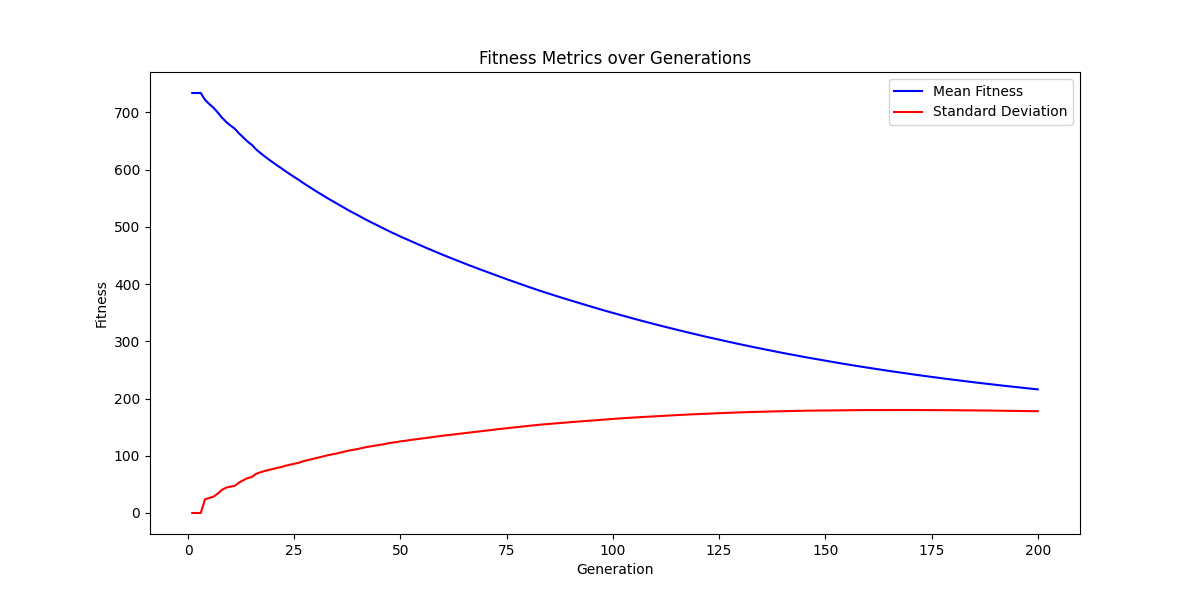 Fitness Metrics over Generations
Mean Fitness
Standard Deviation
Fitness
700
600
500
400
300
200
100
0
0 25 50 75 100 125 150 175 200
Generation